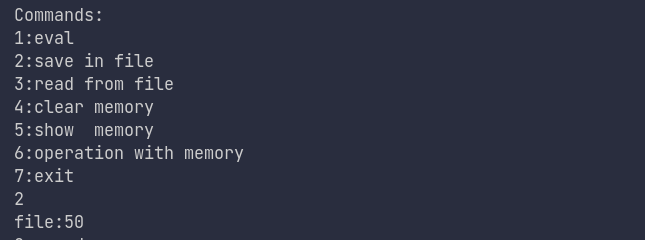 Commands:
1:eval
2:save in file
3:read from file
4:clear memory
5:show  memory
6:operation with memory
7:exit
2
file:50